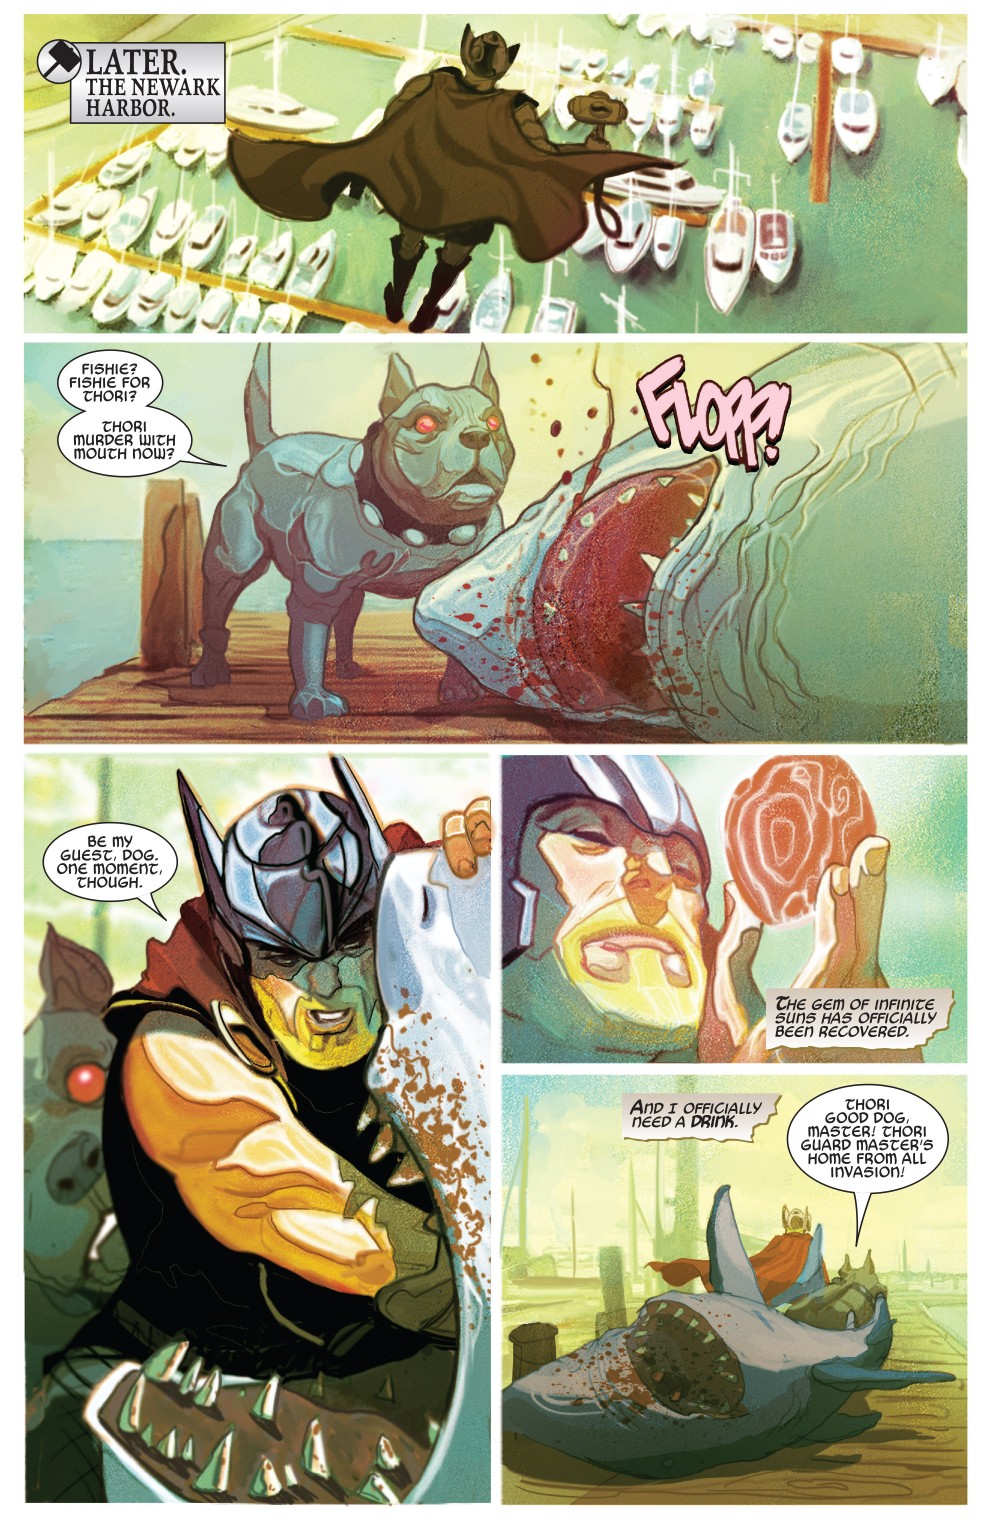 LATER.
THE NEWARK
HARBOR.
FISHIE?
FISHIE FOR
THORI?
THORI
MURDER WITH
MOUTH NOW?
FLOPP!
BE MY
GUEST, DOG.
ONE MOMENT,
THOUGH.
THE GEM OF INFINITE
SUNS HAS OFFICIALLY
BEEN RECOVERED.
AND I OFFICIALLY
NEED A DRINK.
THORI
GOOD DOG,
MASTER! THORI
GUARD MASTER'S
HOME FROM ALL
INVASION!